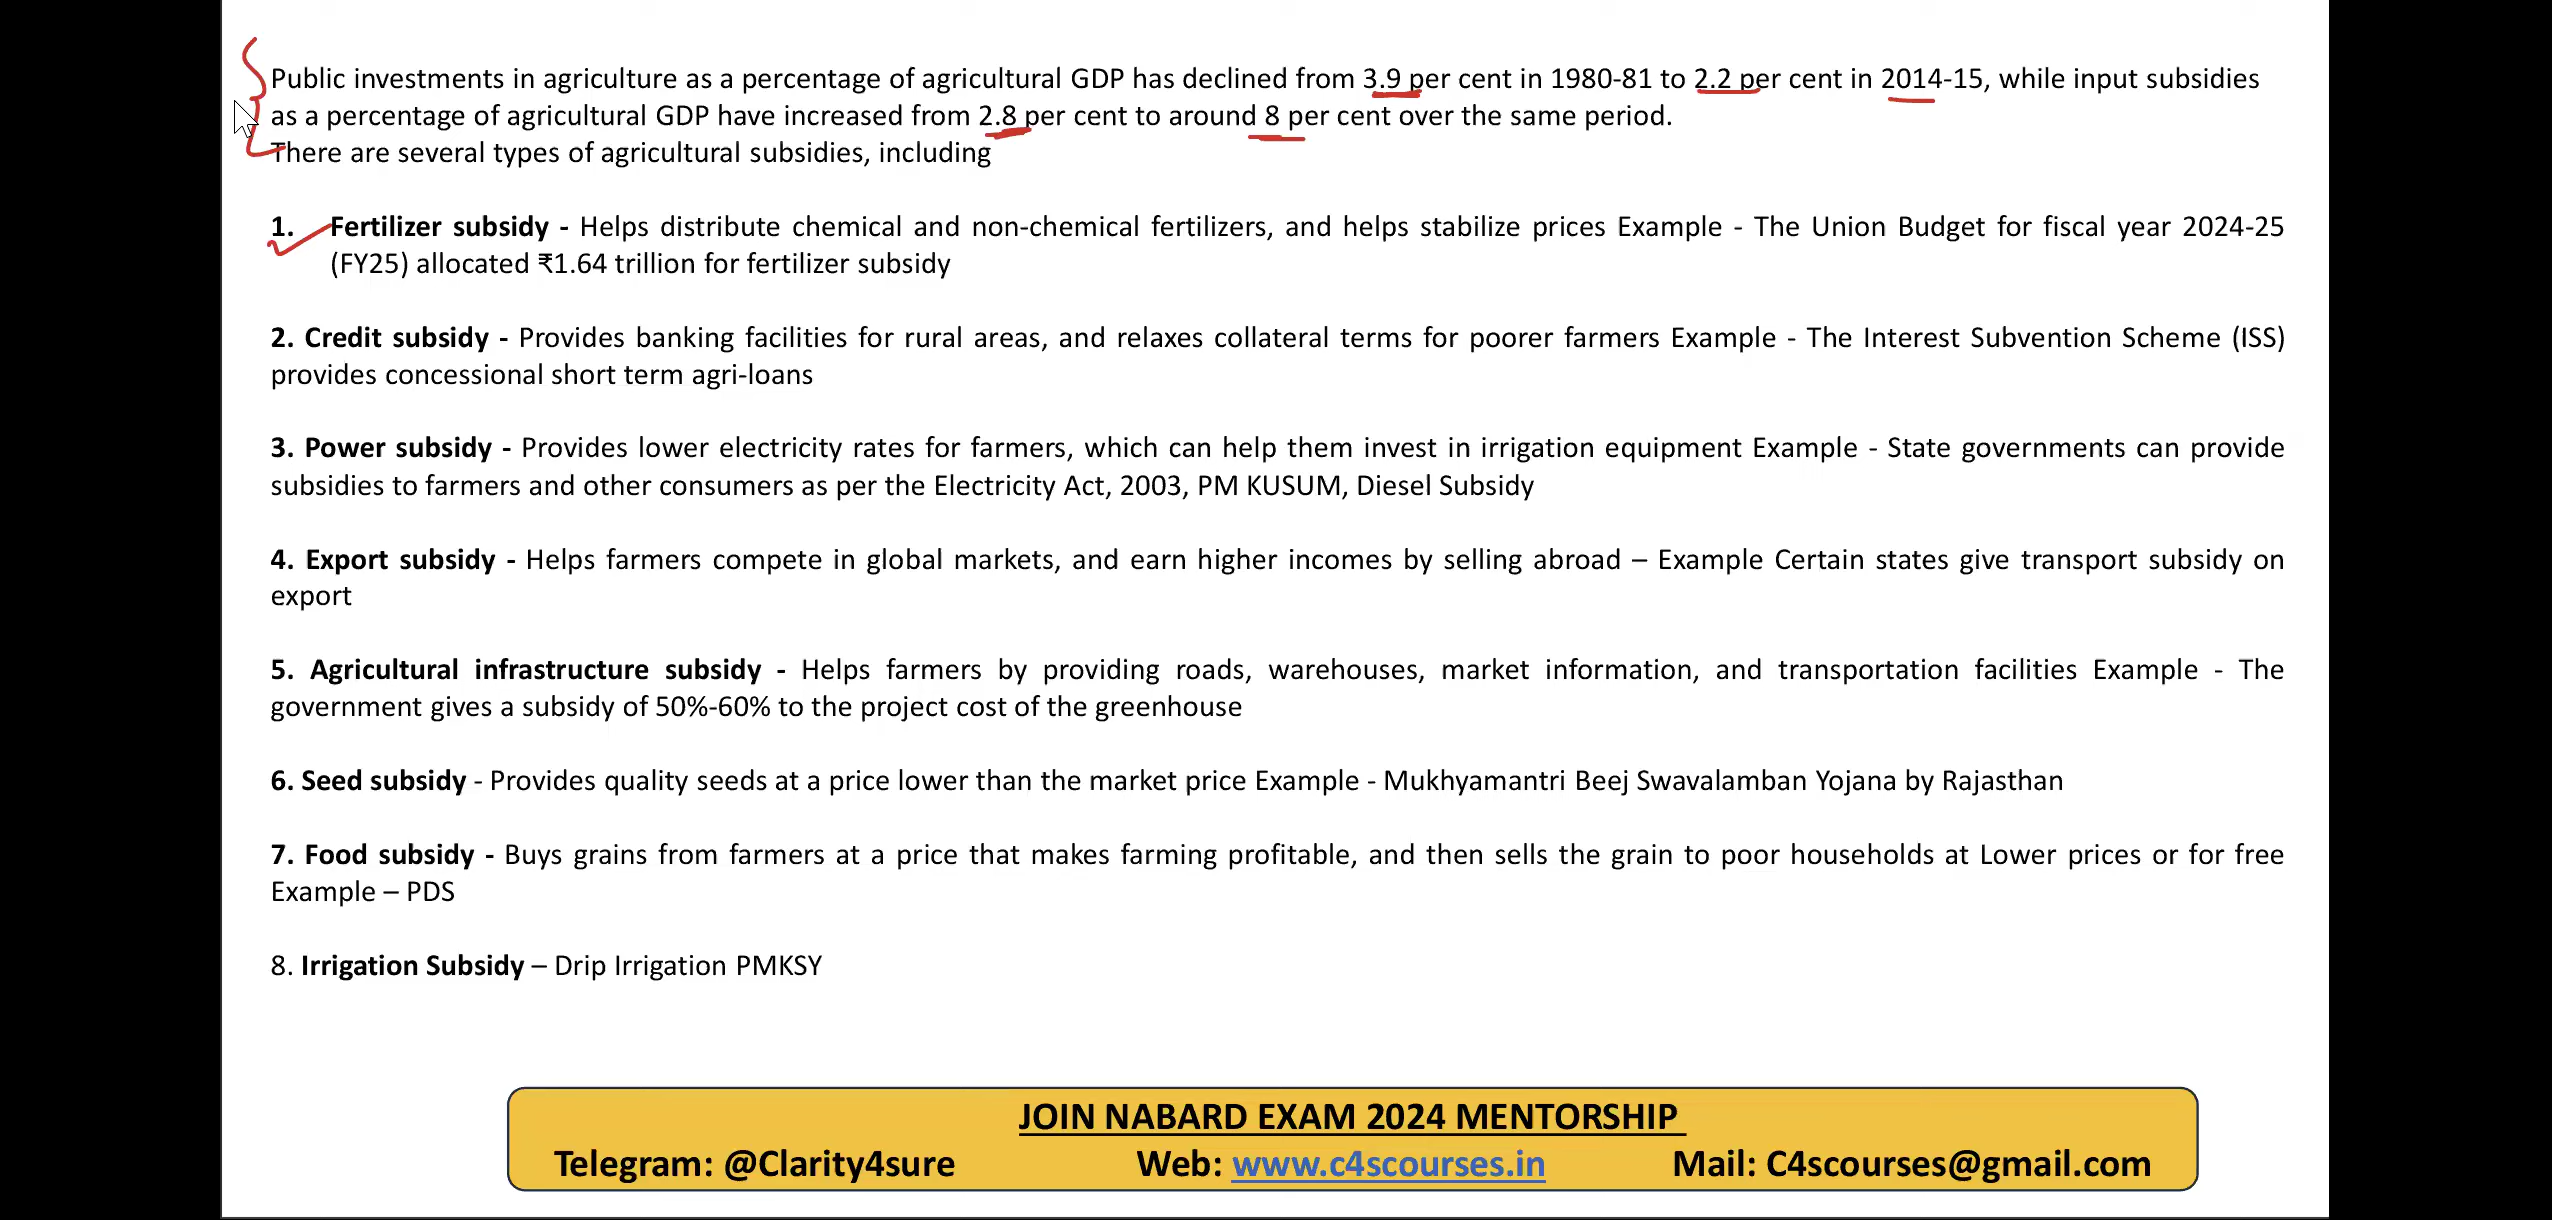 Public investments in agriculture as a percentage of agricultural GDP has declined from 3.9 per cent in 1980-81 to 2.2 per cent in 2014-15, while input subsidies
as a percentage of agricultural GDP have increased from 2.8 per cent to around 8 per cent over the same period.
There are several types of agricultural subsidies, including
1. Fertilizer subsidy - Helps distribute chemical and non-chemical fertilizers, and helps stabilize prices Example - The Union Budget for fiscal year 2024-25
(FY25) allocated ₹1.64 trillion for fertilizer subsidy
2. Credit subsidy - Provides banking facilities for rural areas, and relaxes collateral terms for poorer farmers Example - The Interest Subvention Scheme (ISS)
provides concessional short term agri-loans
3. Power subsidy - Provides lower electricity rates for farmers, which can help them invest in irrigation equipment Example - State governments can provide
subsidies to farmers and other consumers as per the Electricity Act, 2003, PM KUSUM, Diesel Subsidy
4. Export subsidy - Helps farmers compete in global markets, and earn higher incomes by selling abroad – Example Certain states give transport subsidy on
export
5. Agricultural infrastructure subsidy - Helps farmers by providing roads, warehouses, market information, and transportation facilities Example - The
government gives a subsidy of 50%-60% to the project cost of the greenhouse
6. Seed subsidy - Provides quality seeds at a price lower than the market price Example - Mukhyamantri Beej Swavalamban Yojana by Rajasthan
7. Food subsidy - Buys grains from farmers at a price that makes farming profitable, and then sells the grain to poor households at Lower prices or for free
Example – PDS
8. Irrigation Subsidy – Drip Irrigation PMKSY
JOIN NABARD EXAM 2024 MENTORSHIP
Telegram: @Clarity4sure Web: www.c4scourses.in Mail: C4scourses@gmail.com